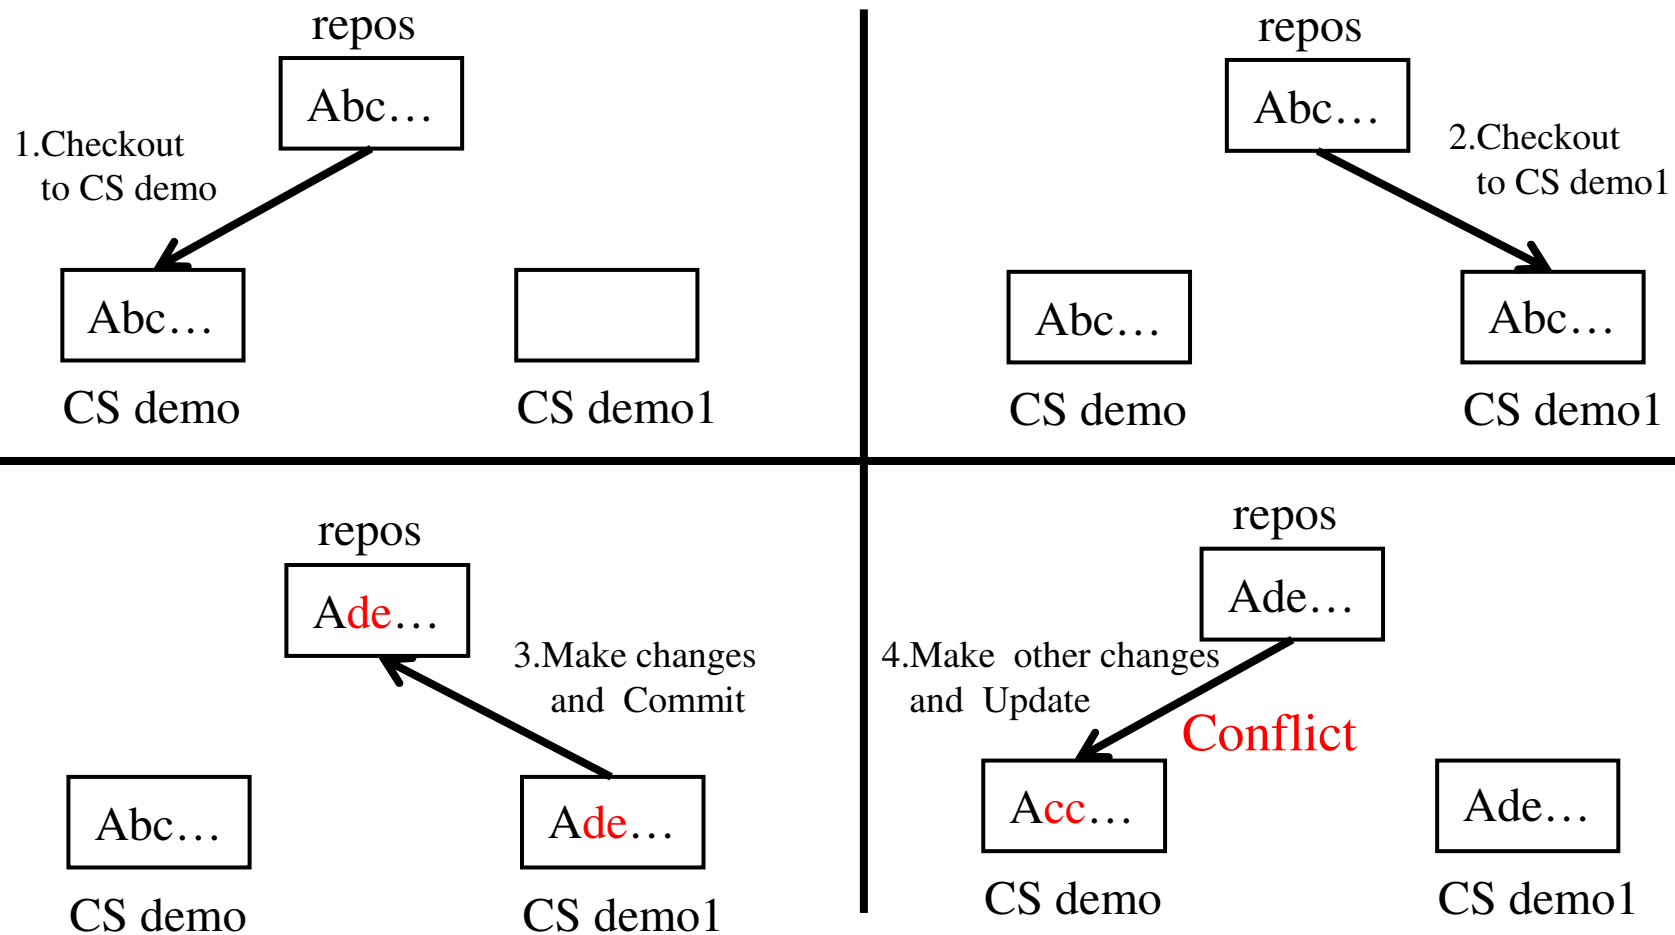 repos
Abc…
1.Checkout
to CS demo
Abc…
CS demo
CS demo1
repos
Abc…
2.Checkout
to CS demo1
Abc…
Abc…
CS demo
CS demo1
repos
Ade…
3.Make changes
and Commit
Abc…
Ade…
CS demo
CS demo1
repos
Ade…
4.Make other changes
and Update
Conflict
Acc…
Ade…
CS demo
CS demo1